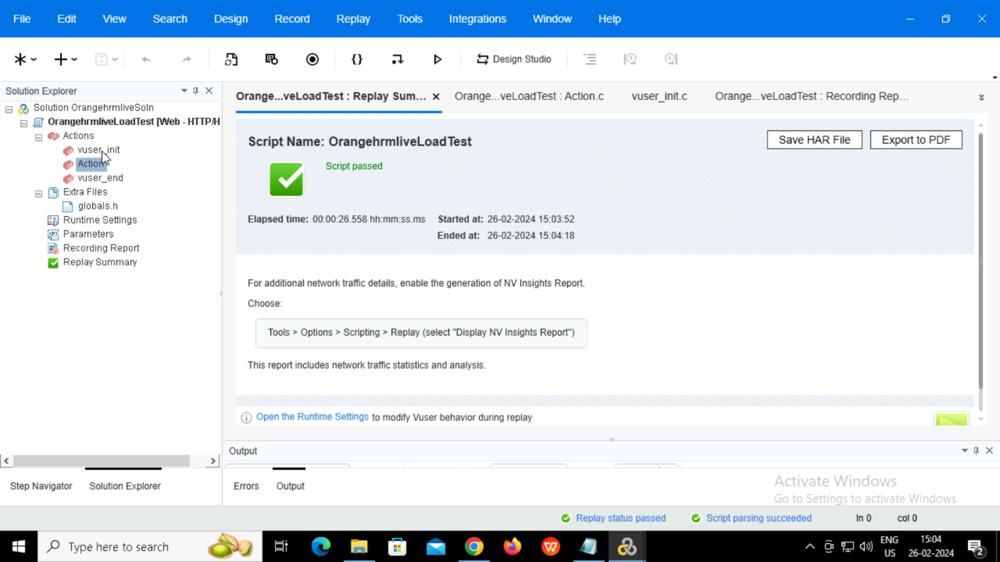 File Edit View Search Design Record Replay Tools Integrations Window Help
Design Studio
Solution Explorer
Solution OrangehrmliveSoln
OrangehrmliveLoadTest [Web - HTTP/H
Actions
vuser_init
Action
vuser_end
Extra Files
globals.h
Runtime Settings
Parameters
Recording Report
Replay Summary
Step Navigator Solution Explorer
Orange...veLoadTest : Replay Sum... Orange...veLoadTest : Action.c vuser_init.c Orange...veLoadTest : Recording Rep...
Script Name: OrangehrmliveLoadTest
Save HAR File Export to PDF
Script passed
Elapsed time: 00:00:26.558 hh:mm:ss.ms Started at: 26-02-2024 15:03:52
Ended at: 26-02-2024 15:04:18
For additional network traffic details, enable the generation of NV Insights Report.
Choose:
Tools > Options > Scripting > Replay (select "Display NV Insights Report")
This report includes network traffic statistics and analysis.
Open the Runtime Settings to modify Vuser behavior during replay
Output
Errors Output
Activate Windows
Go to Settings to activate Windows.
Replay status passed Script parsing succeeded ln 0 col 0
Type here to search
ENG
US
15:04
26-02-2024
2